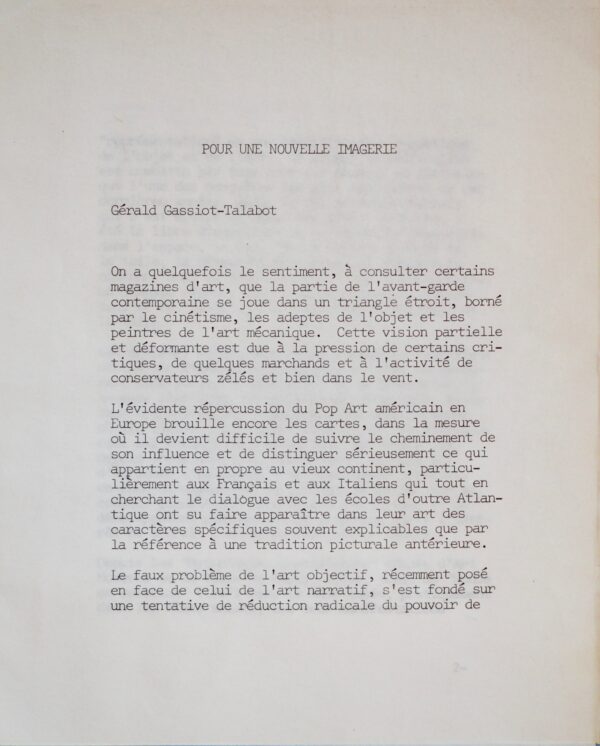 POUR UNE NOUVELLE IMAGERIE
Gérald Gassiot-Talabot
On a quelquefois le sentiment, à consulter certains
magazines d'art, que la partie de l'avant-garde
contemporaine se joue dans un triangle étroit, borné
par le cinétisme, les adeptes de l'objet et les
peintres de l'art mécanique. Cette vision partielle
et déformante est due à la pression de certains cri-
tiques, de quelques marchands et à l'activité de
conservateurs zélés et bien dans le vent.
L'évidente répercussion du Pop Art américain en
Europe brouille encore les cartes, dans la mesure
où il devient difficile de suivre le cheminement de
son influence et de distinguer sérieusement ce qui
appartient en propre au vieux continent, particu-
lièrement aux Français et aux Italiens qui tout en
cherchant le dialogue avec les écoles d'outre Atlan-
tique ont su faire apparaître dans leur art des
caractères spécifiques souvent explicables que par
la référence à une tradition picturale antérieure.
Le faux problème de l'art objectif, récemment posé
en face de celui de l'art narratif, s'est fondé sur
une tentative de réduction radicale du pouvoir de